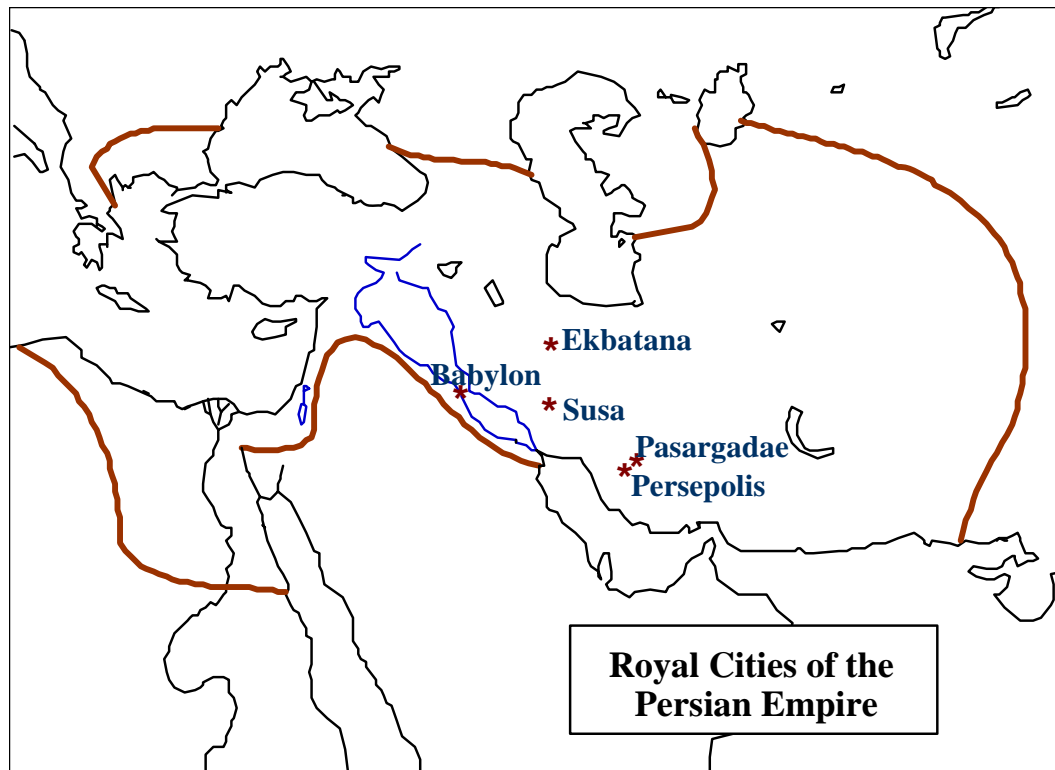 Ekbatana
Babylon
Susa
Pasargadae
Persepolis
Royal Cities of the
Persian Empire